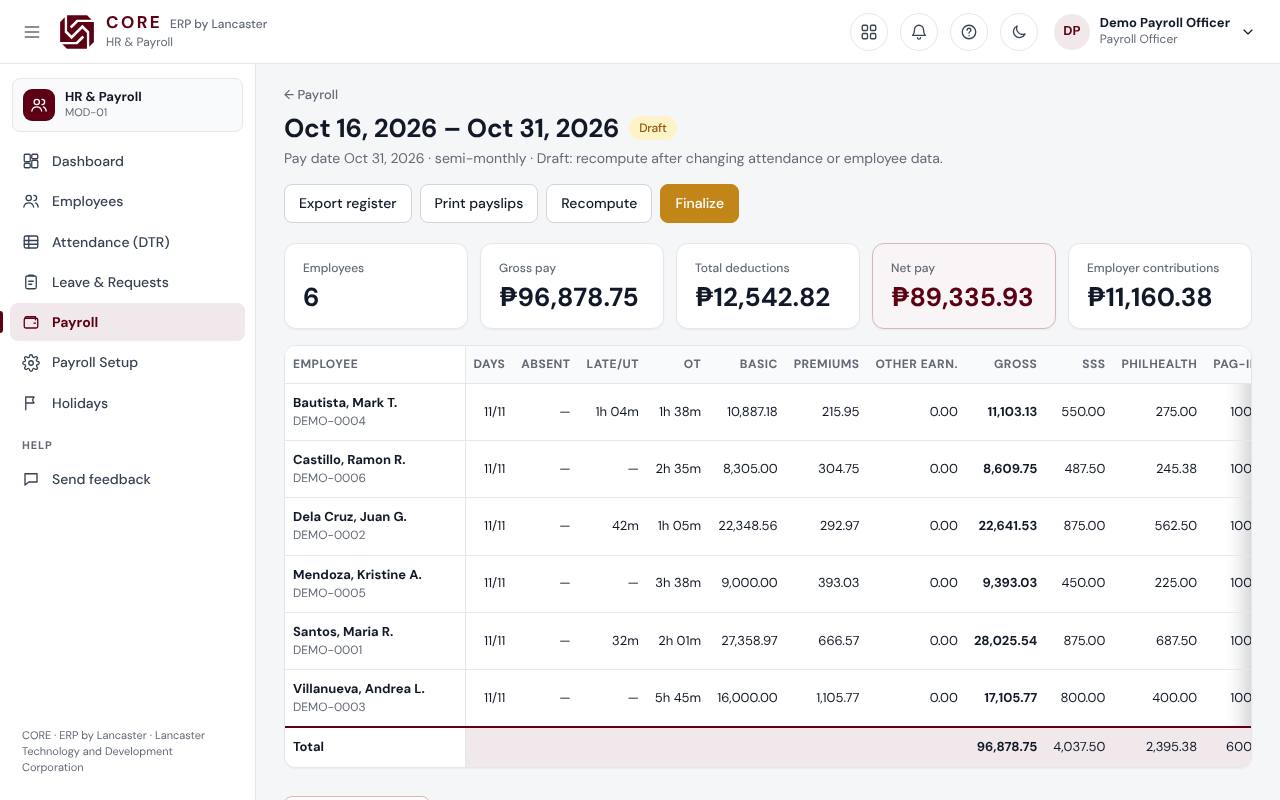 CORE ERP by Lancaster
HR & Payroll
DP
Demo Payroll Officer
Payroll Officer
HR & Payroll
MOD-01
Dashboard
Employees
Attendance (DTR)
Leave & Requests
Payroll
Payroll Setup
Holidays
HELP
Send feedback
CORE · ERP by Lancaster · Lancaster
Technology and Development
Corporation
← Payroll
Oct 16, 2026 – Oct 31, 2026 Draft
Pay date Oct 31, 2026 · semi-monthly · Draft: recompute after changing attendance or employee data.
Export register Print payslips Recompute Finalize
Employees
6
Gross pay
₱96,878.75
Total deductions
₱12,542.82
Net pay
₱89,335.93
Employer contributions
₱11,160.38
EMPLOYEE DAYS ABSENT LATE/UT OT BASIC PREMIUMS OTHER EARN. GROSS SSS PHILHEALTH PAG-I
Bautista, Mark T. 11/11 — 1h 04m 1h 38m 10,887.18 215.95 0.00 11,103.13 550.00 275.00 100
DEMO-0004
Castillo, Ramon R. 11/11 — — 2h 35m 8,305.00 304.75 0.00 8,609.75 487.50 245.38 100
DEMO-0006
Dela Cruz, Juan G. 11/11 — 42m 1h 05m 22,348.56 292.97 0.00 22,641.53 875.00 562.50 100
DEMO-0002
Mendoza, Kristine A. 11/11 — — 3h 38m 9,000.00 393.03 0.00 9,393.03 450.00 225.00 100
DEMO-0005
Santos, Maria R. 11/11 — 32m 2h 01m 27,358.97 666.57 0.00 28,025.54 875.00 687.50 100
DEMO-0001
Villanueva, Andrea L. 11/11 — — 5h 45m 16,000.00 1,105.77 0.00 17,105.77 800.00 400.00 100
DEMO-0003
Total 96,878.75 4,037.50 2,395.38 600